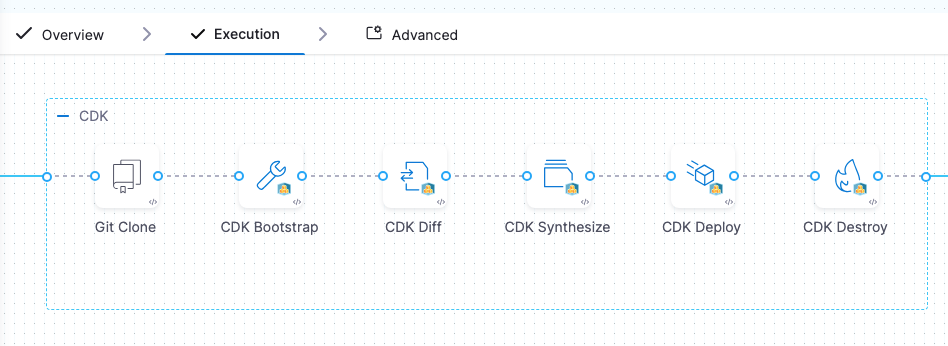 Overview
Execution
Advanced
CDK
Git Clone
CDK Bootstrap
CDK Diff
CDK Synthesize
CDK Deploy
CDK Destroy